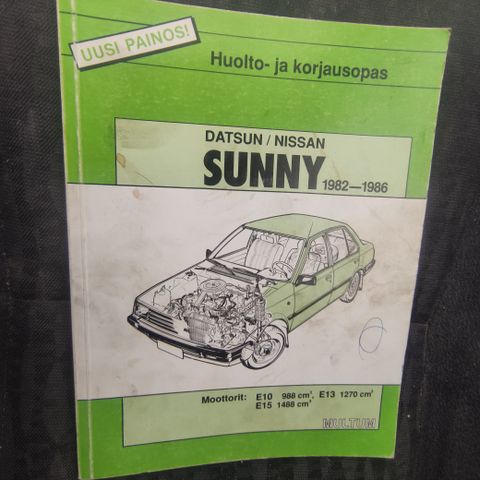 UUSI PAINOS!
Huolto- ja korjausopas
DATSUN / NISSAN
SUNNY 1982—1986
Moottorit: E10 988 cm³, E13 1270 cm³
E15 1488 cm³
MULTUM